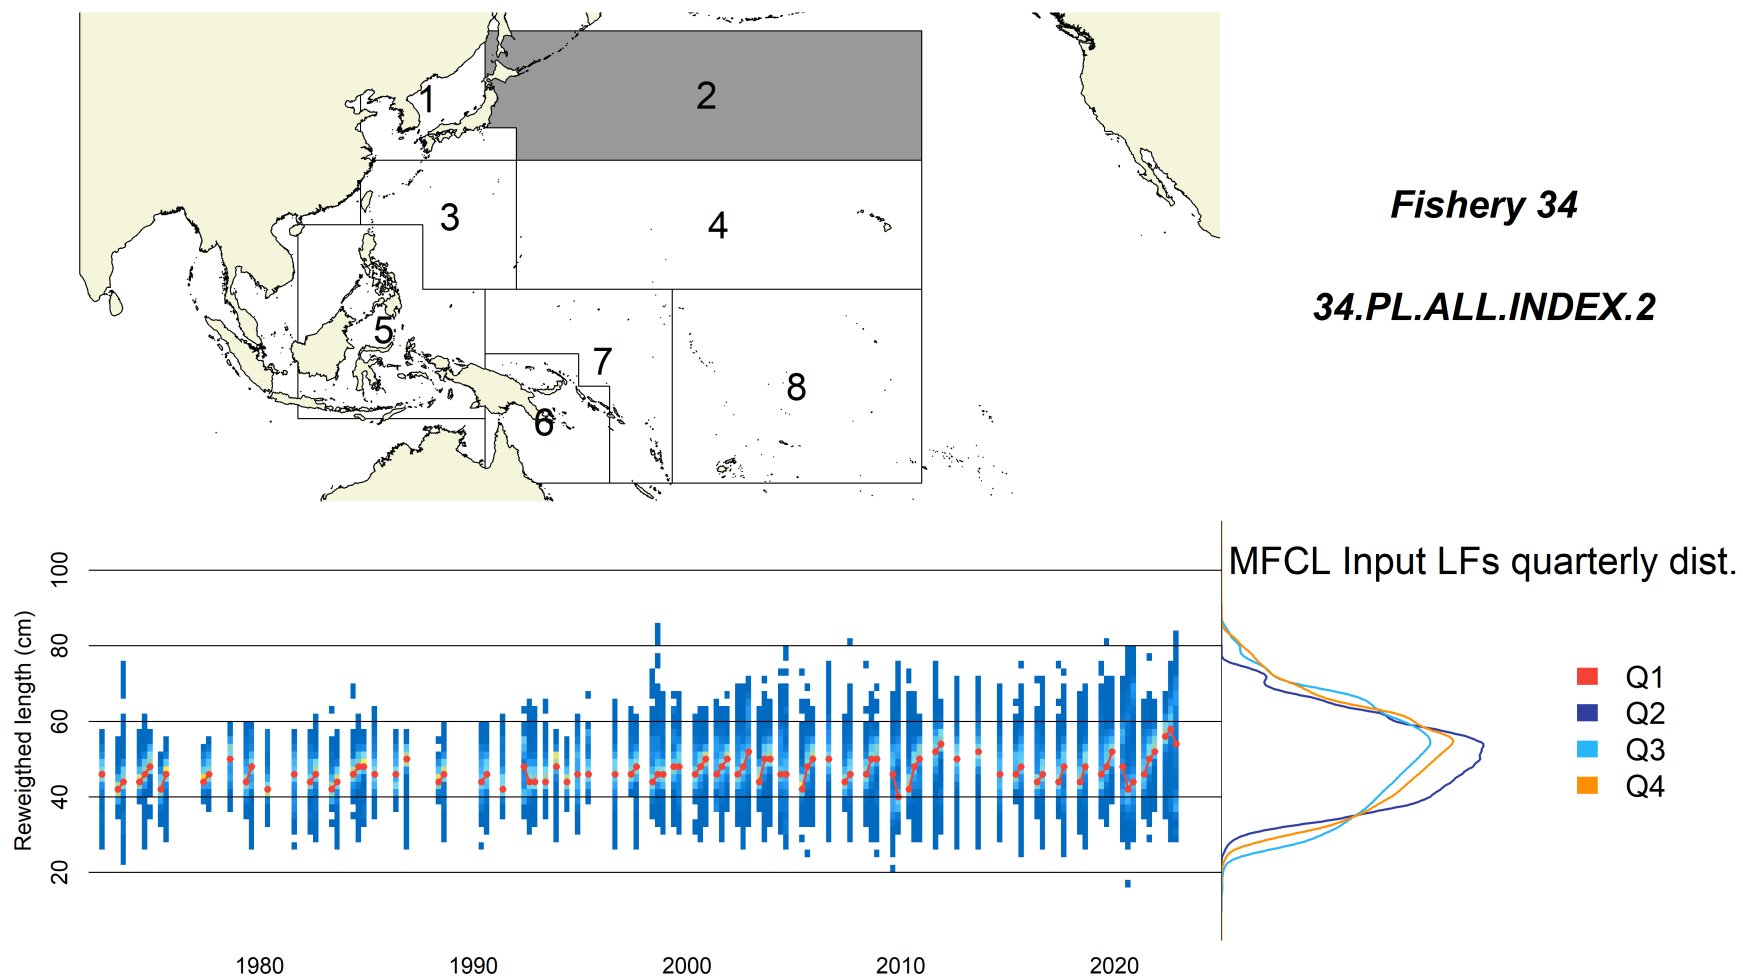 1
2
3
4
5
6
7
8
Fishery 34
34.PL.ALL.INDEX.2
MFCL Input LFs quarterly dist.
Reweigthed length (cm)
100
80
60
40
20
1980 1990 2000 2010 2020
Q1
Q2
Q3
Q4